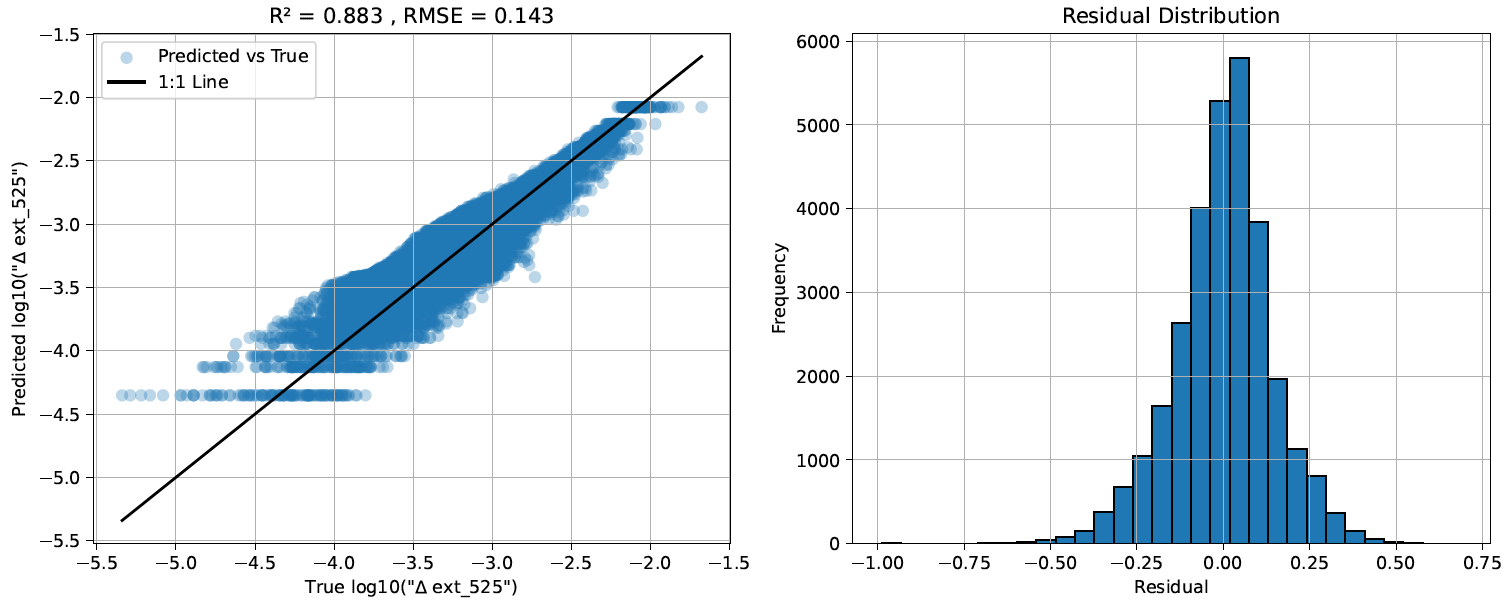 R² = 0.883 , RMSE = 0.143
Predicted vs True
1:1 Line
−1.5
−2.0
−2.5
−3.0
−3.5
−4.0
−4.5
−5.0
−5.5
Predicted log10("Δ ext_525")
−5.5 −5.0 −4.5 −4.0 −3.5 −3.0 −2.5 −2.0 −1.5
True log10("Δ ext_525")
Residual Distribution
6000
5000
4000
3000
2000
1000
0
Frequency
−1.00 −0.75 −0.50 −0.25 0.00 0.25 0.50 0.75
Residual